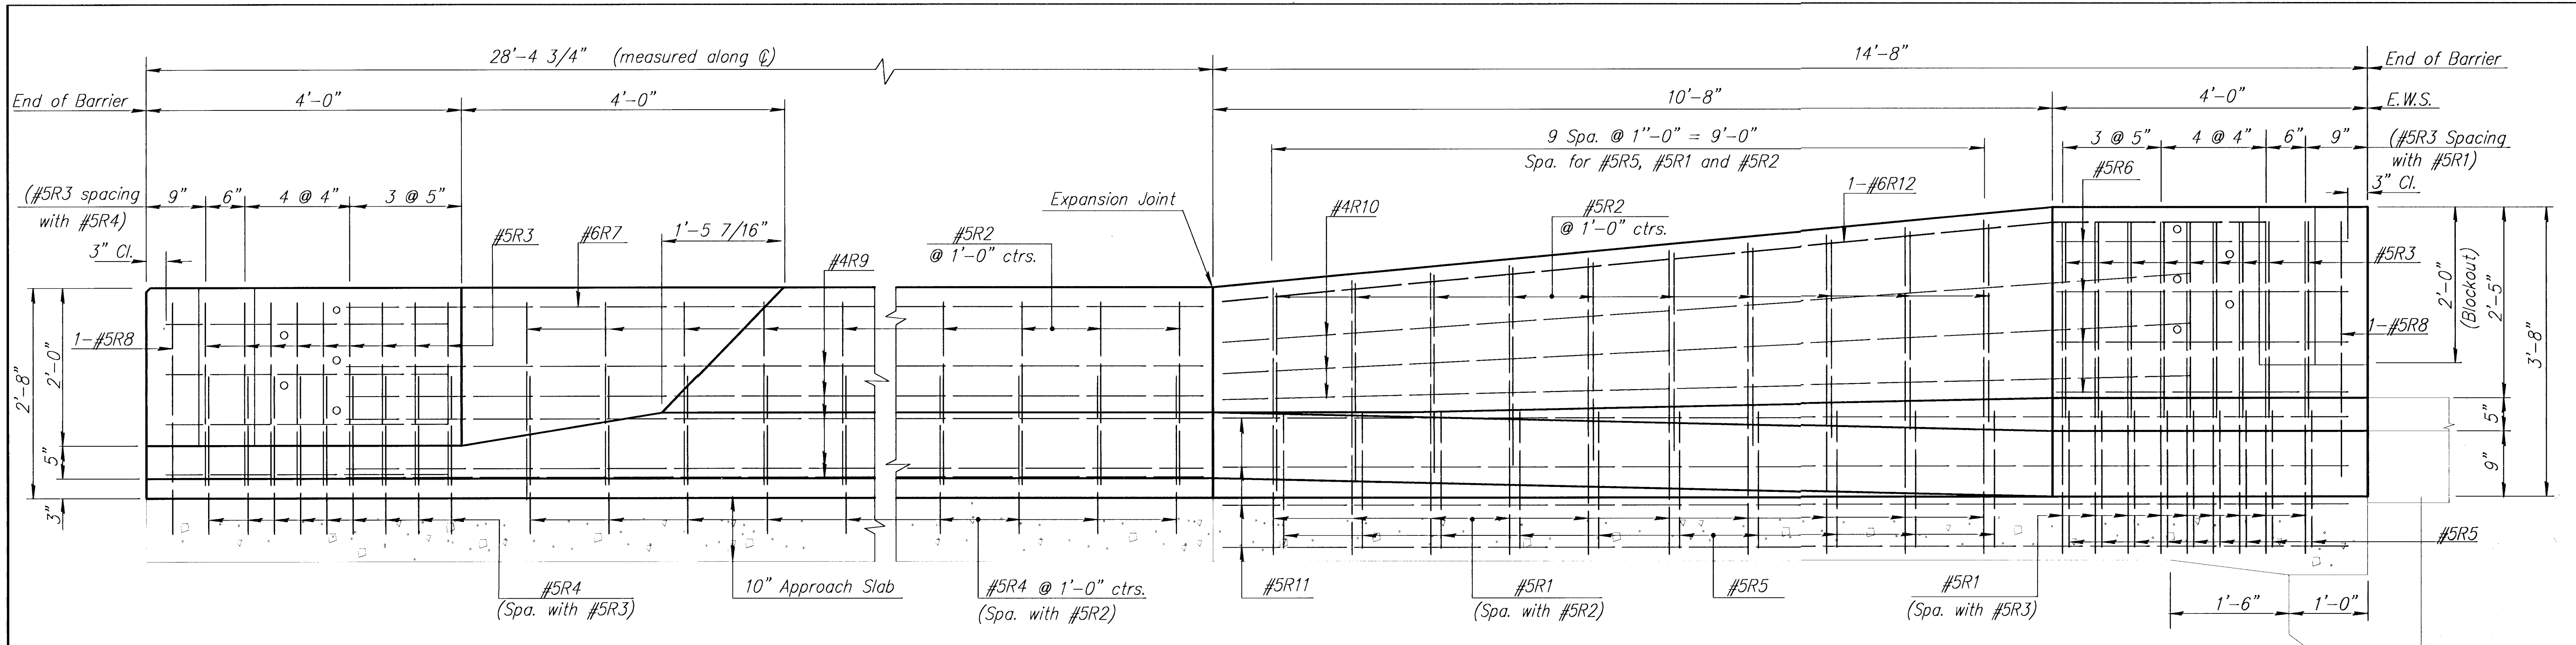 28'-4 3/4" (measured along ℄)
14'-8"
End of Barrier
End of Barrier
4'-0"
4'-0"
10'-8"
4'-0"
E.W.S.
9 Spa. @ 1"-0" = 9'-0"
Spa. for #5R5, #5R1 and #5R2
3 @ 5"
4 @ 4"
6"
9"
(#5R3 Spacing
with #5R1)
#5R6
3" Cl.
(#5R3 spacing
with #5R4)
9"
6"
4 @ 4"
3 @ 5"
3" Cl.
#5R3
#6R7
1'-5 7/16"
#4R9
#5R2
@ 1'-0" ctrs.
Expansion Joint
#4R10
#5R2
@ 1'-0" ctrs.
1-#6R12
#5R3
1-#5R8
1-#5R8
2'-8"
2'-0"
5"
3"
2'-0"
(Blockout)
2'-5"
3'-8"
5"
9"
#5R4
(Spa. with #5R3)
10" Approach Slab
#5R4 @ 1'-0" ctrs.
(Spa. with #5R2)
#5R11
#5R1
(Spa. with #5R2)
#5R5
#5R1
(Spa. with #5R3)
#5R5
1'-6"
1'-0"